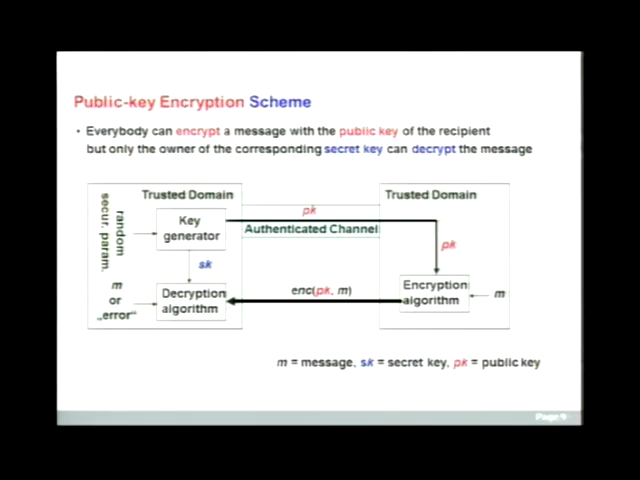 Public-key Encryption Scheme
• Everybody can encrypt a message with the public key of the recipient
but only the owner of the corresponding secret key can decrypt the message
Trusted Domain
Trusted Domain
random
secur. param.
Key
generator
pk
Authenticated Channel
pk
sk
m
or
„error“
Decryption
algorithm
enc(pk, m)
Encryption
algorithm
m
m = message, sk = secret key, pk = public key
Page 9